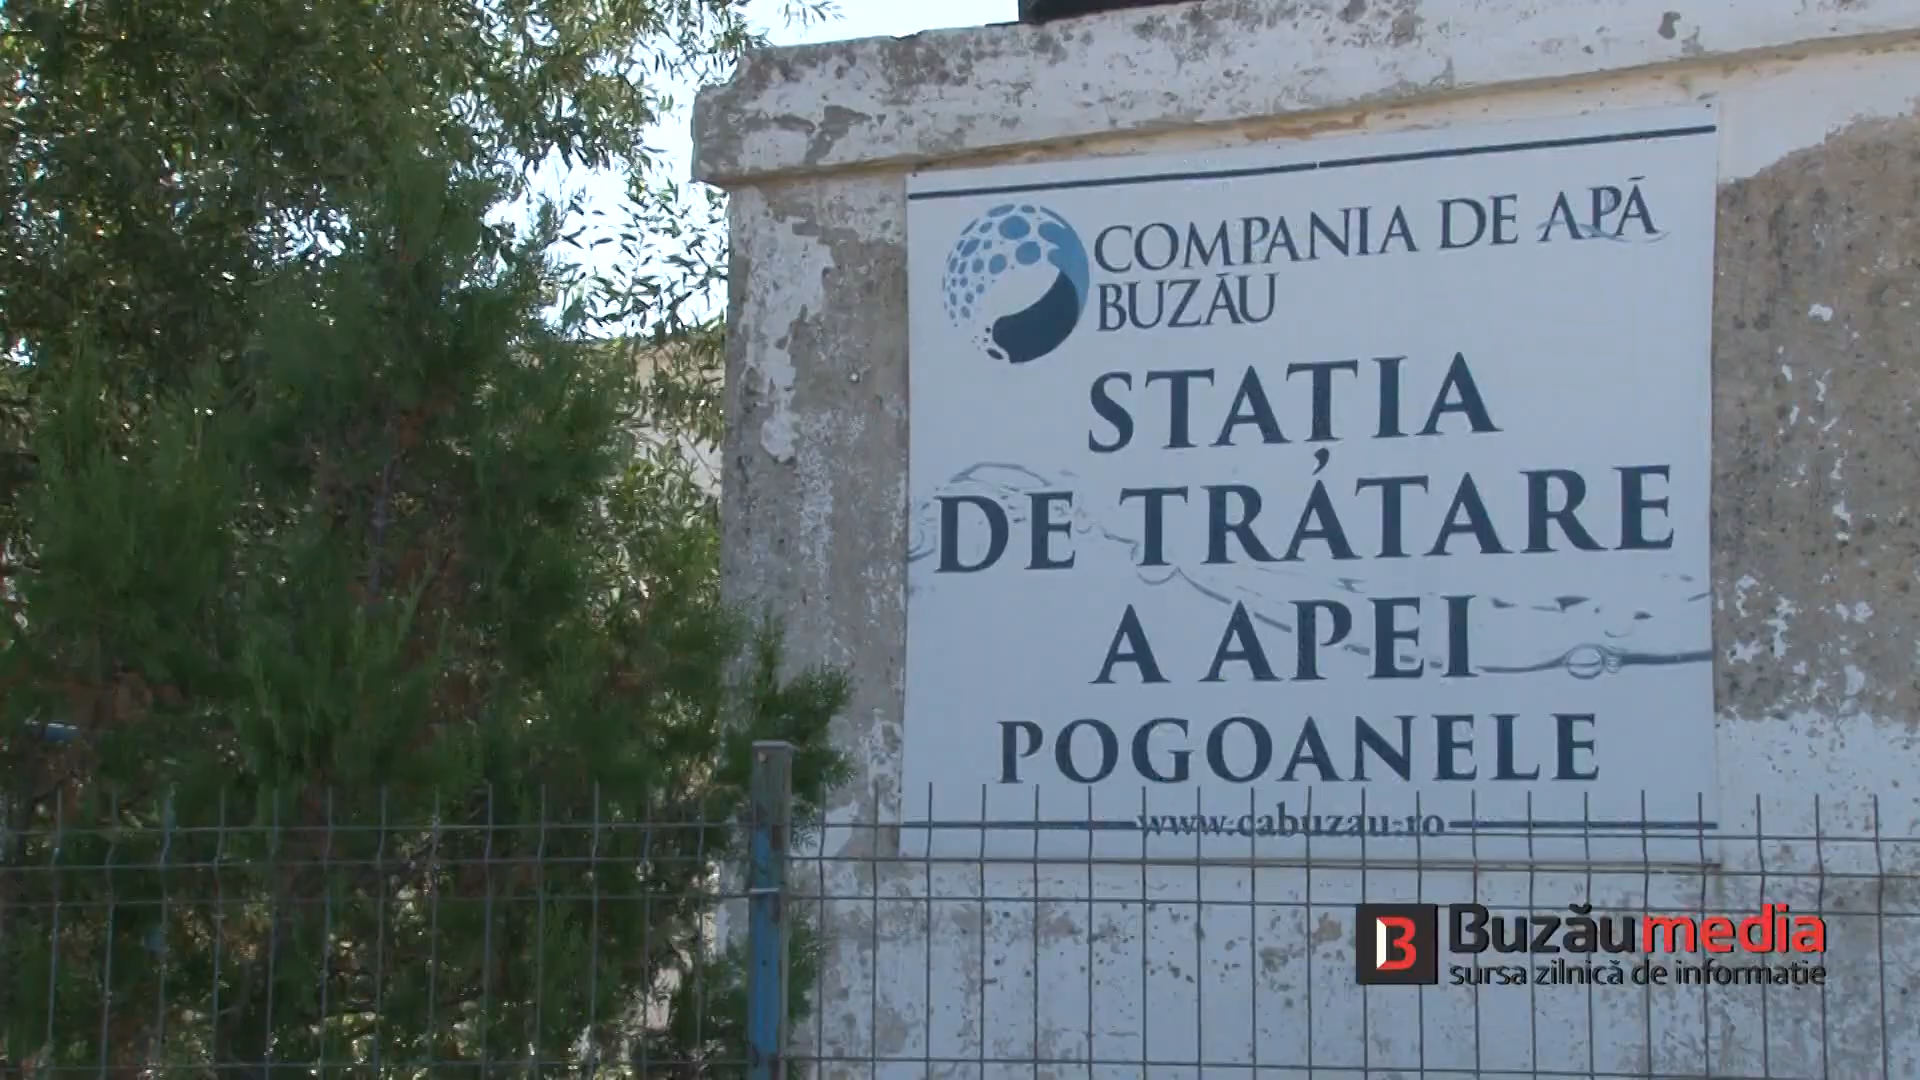 COMPANIA DE APĂ
BUZĂU
STAȚIA
DE TRATARE
A APEI
POGOANELE
www.cabuzau.ro
Buzăumedia
sursa zilnică de informație